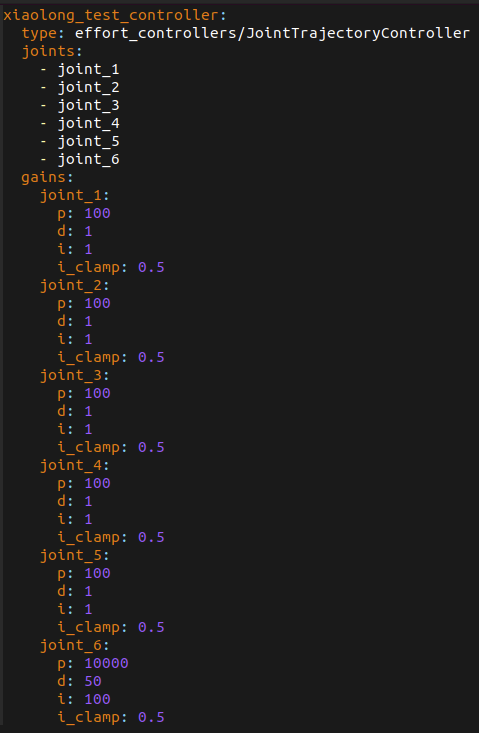 xiaolong_test_controller:
  type: effort_controllers/JointTrajectoryController
  joints:
    - joint_1
    - joint_2
    - joint_3
    - joint_4
    - joint_5
    - joint_6
  gains:
    joint_1:
      p: 100
      d: 1
      i: 1
      i_clamp: 0.5
    joint_2:
      p: 100
      d: 1
      i: 1
      i_clamp: 0.5
    joint_3:
      p: 100
      d: 1
      i: 1
      i_clamp: 0.5
    joint_4:
      p: 100
      d: 1
      i: 1
      i_clamp: 0.5
    joint_5:
      p: 100
      d: 1
      i: 1
      i_clamp: 0.5
    joint_6:
      p: 10000
      d: 50
      i: 100
      i_clamp: 0.5